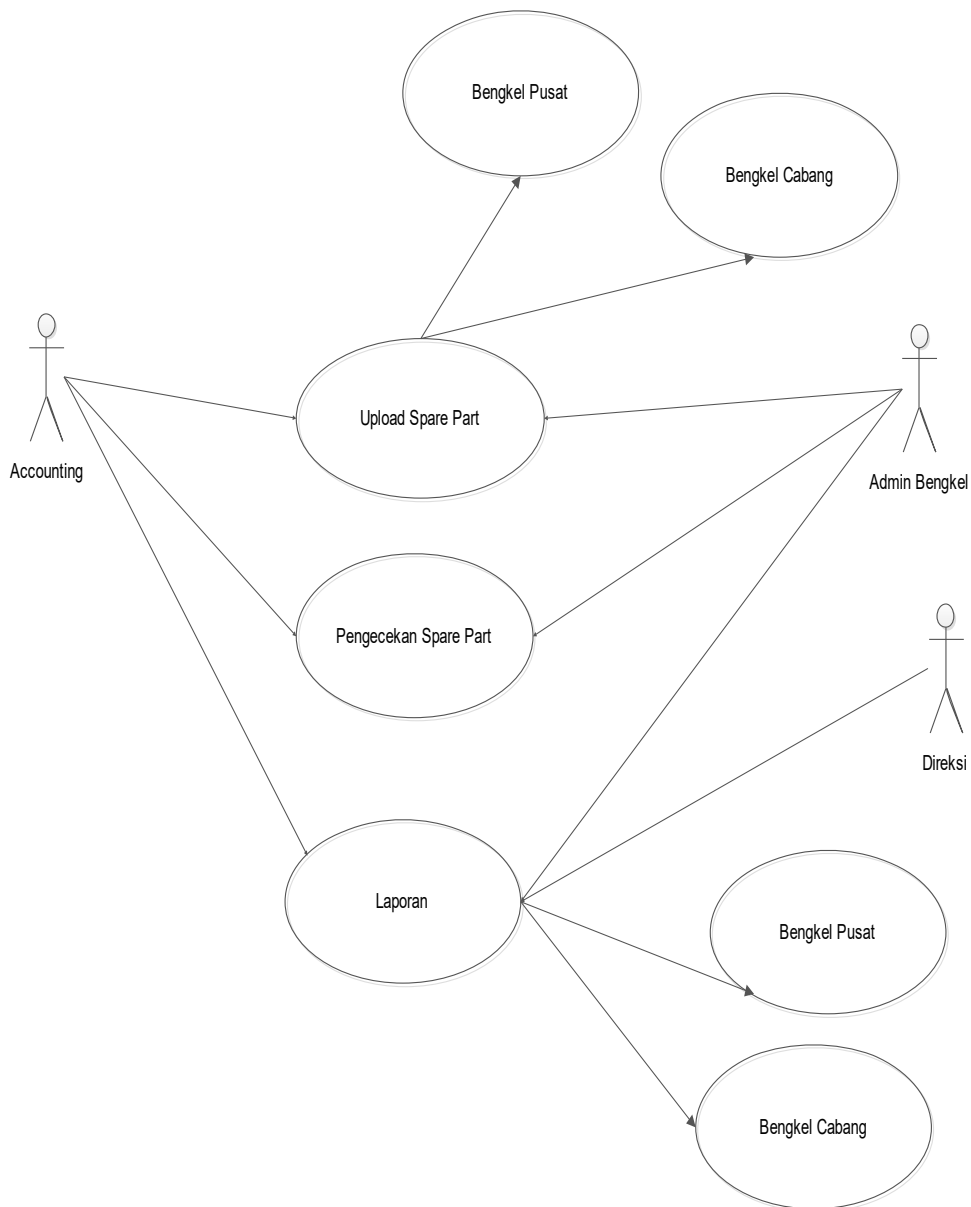 Bengkel Pusat
Bengkel Cabang
Upload Spare Part
Accounting
Admin Bengkel
Pengecekan Spare Part
Direksi
Laporan
Bengkel Pusat
Bengkel Cabang